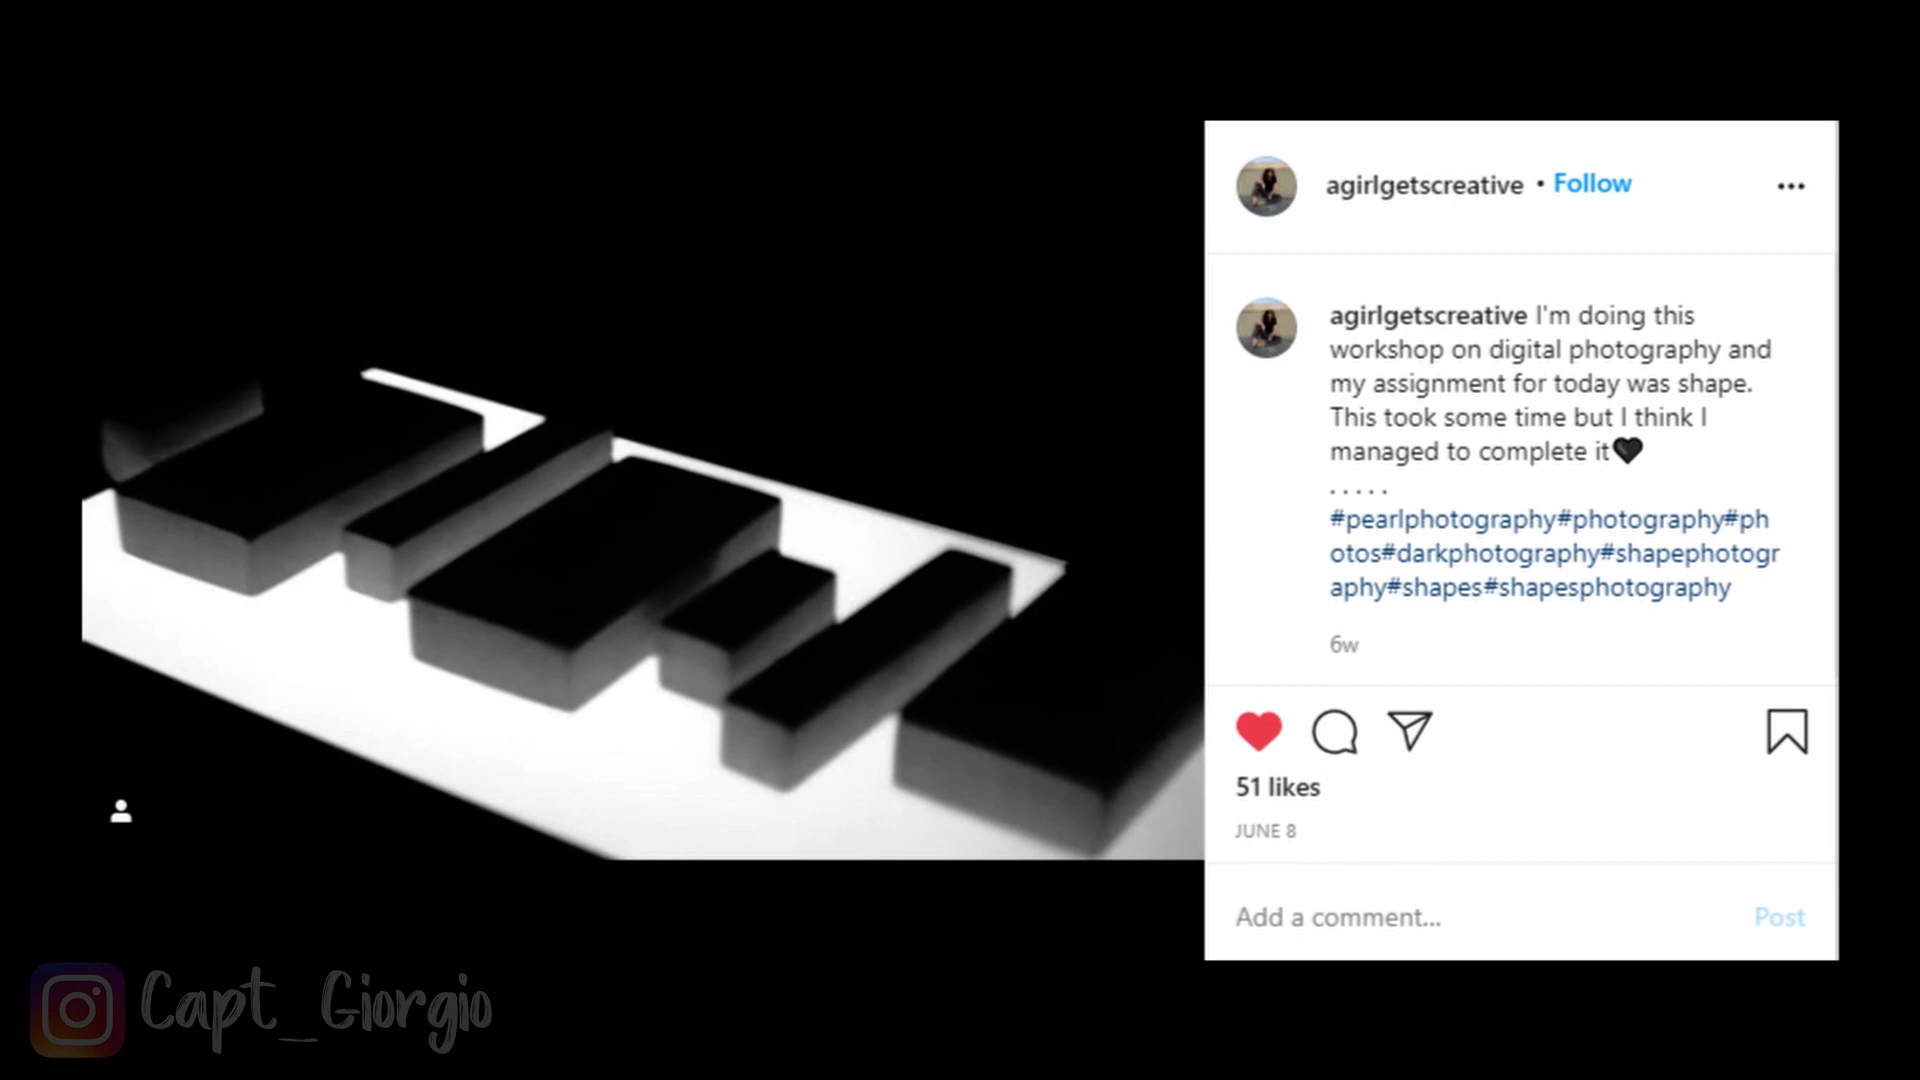 agirlgetscreative • Follow
agirlgetscreative I'm doing this
workshop on digital photography and
my assignment for today was shape.
This took some time but I think I
managed to complete it🖤
. . . . .
#pearlphotography#photography#ph
otos#darkphotography#shapephotogr
aphy#shapes#shapesphotography
6w
51 likes
JUNE 8
Add a comment... Post
Capt_Giorgio